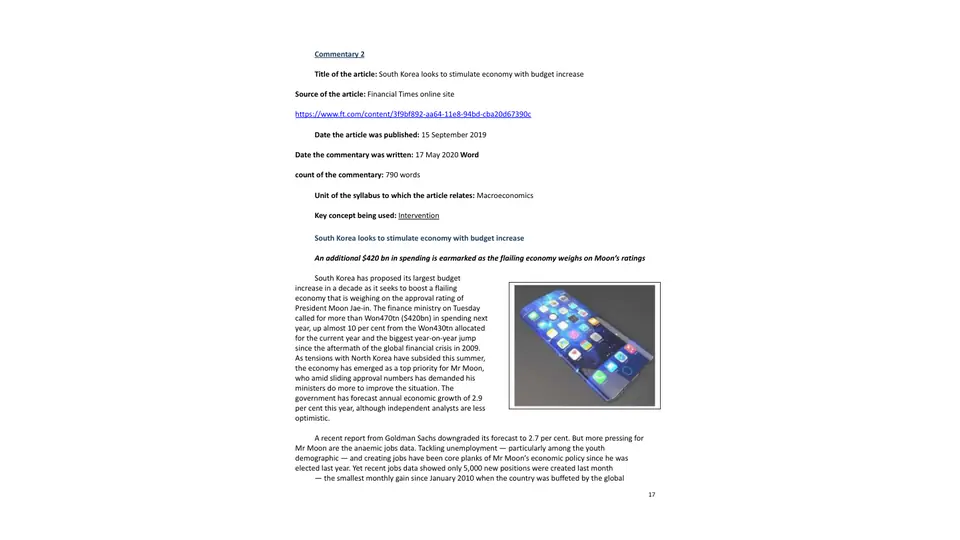 Commentary 2
Title of the article: South Korea looks to stimulate economy with budget increase
Source of the article: Financial Times online site
https://www.ft.com/content/3f9bf892-aa64-11e8-94bd-cba20d67390c
Date the article was published: 15 September 2019
Date the commentary was written: 17 May 2020 Word
count of the commentary: 790 words
Unit of the syllabus to which the article relates: Macroeconomics
Key concept being used: Intervention
South Korea looks to stimulate economy with budget increase
An additional $420 bn in spending is earmarked as the flailing economy weighs on Moon's ratings
South Korea has proposed its largest budget
increase in a decade as it seeks to boost a flailing
economy that is weighing on the approval rating of
President Moon Jae-in. The finance ministry on Tuesday
called for more than Won470tn ($420bn) in spending next
year, up almost 10 per cent from the Won430tn allocated
for the current year and the biggest year-on-year jump
since the aftermath of the global financial crisis in 2009.
As tensions with North Korea have subsided this summer,
the economy has emerged as a top priority for Mr Moon,
who amid sliding approval numbers has demanded his
ministers do more to improve the situation. The
government has forecast annual economic growth of 2.9
per cent this year, although independent analysts are less
optimistic.
A recent report from Goldman Sachs downgraded its forecast to 2.7 per cent. But more pressing for
Mr Moon are the anaemic jobs data. Tackling unemployment — particularly among the youth
demographic — and creating jobs have been core planks of Mr Moon's economic policy since he was
elected last year. Yet recent jobs data showed only 5,000 new positions were created last month
— the smallest monthly gain since January 2010 when the country was buffeted by the global
17